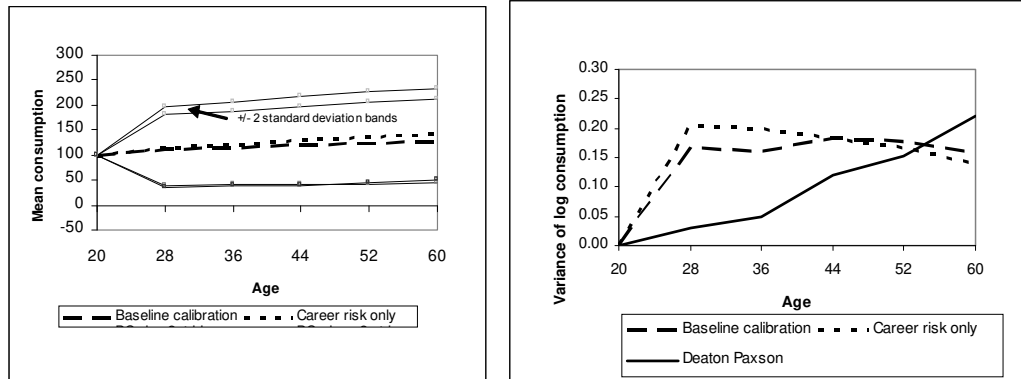 Mean consumption
300
250
200
150
100
50
0
-50
+/- 2 standard deviation bands
20 28 36 44 52 60
Age
Baseline calibration Career risk only
Variance of log consumption
0.30
0.25
0.20
0.15
0.10
0.05
0.00
20 28 36 44 52 60
Age
Baseline calibration Career risk only
Deaton Paxson